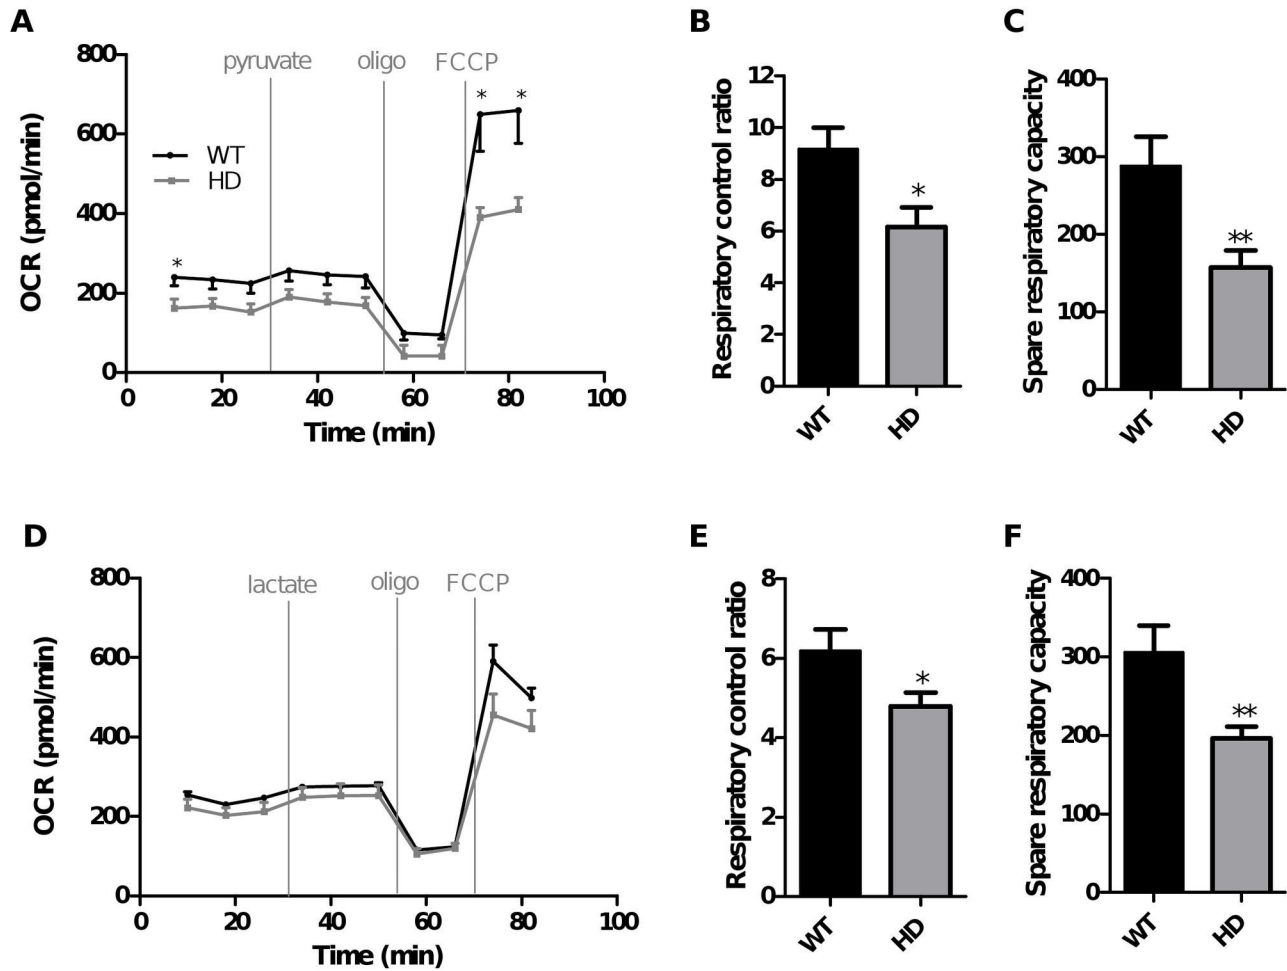 A
800
600
400
200
0
OCR (pmol/min)
pyruvate
oligo
FCCP
*
*
*
WT
HD
0
20
40
60
80
100
Time (min)
B
12
10
8
6
4
2
0
Respiratory control ratio
*
WT
HD
C
400
300
200
100
0
Spare respiratory capacity
**
WT
HD
D
800
600
400
200
0
OCR (pmol/min)
lactate
oligo
FCCP
0
20
40
60
80
100
Time (min)
E
8
6
4
2
0
Respiratory control ratio
*
WT
HD
F
400
300
200
100
0
Spare respiratory capacity
**
WT
HD